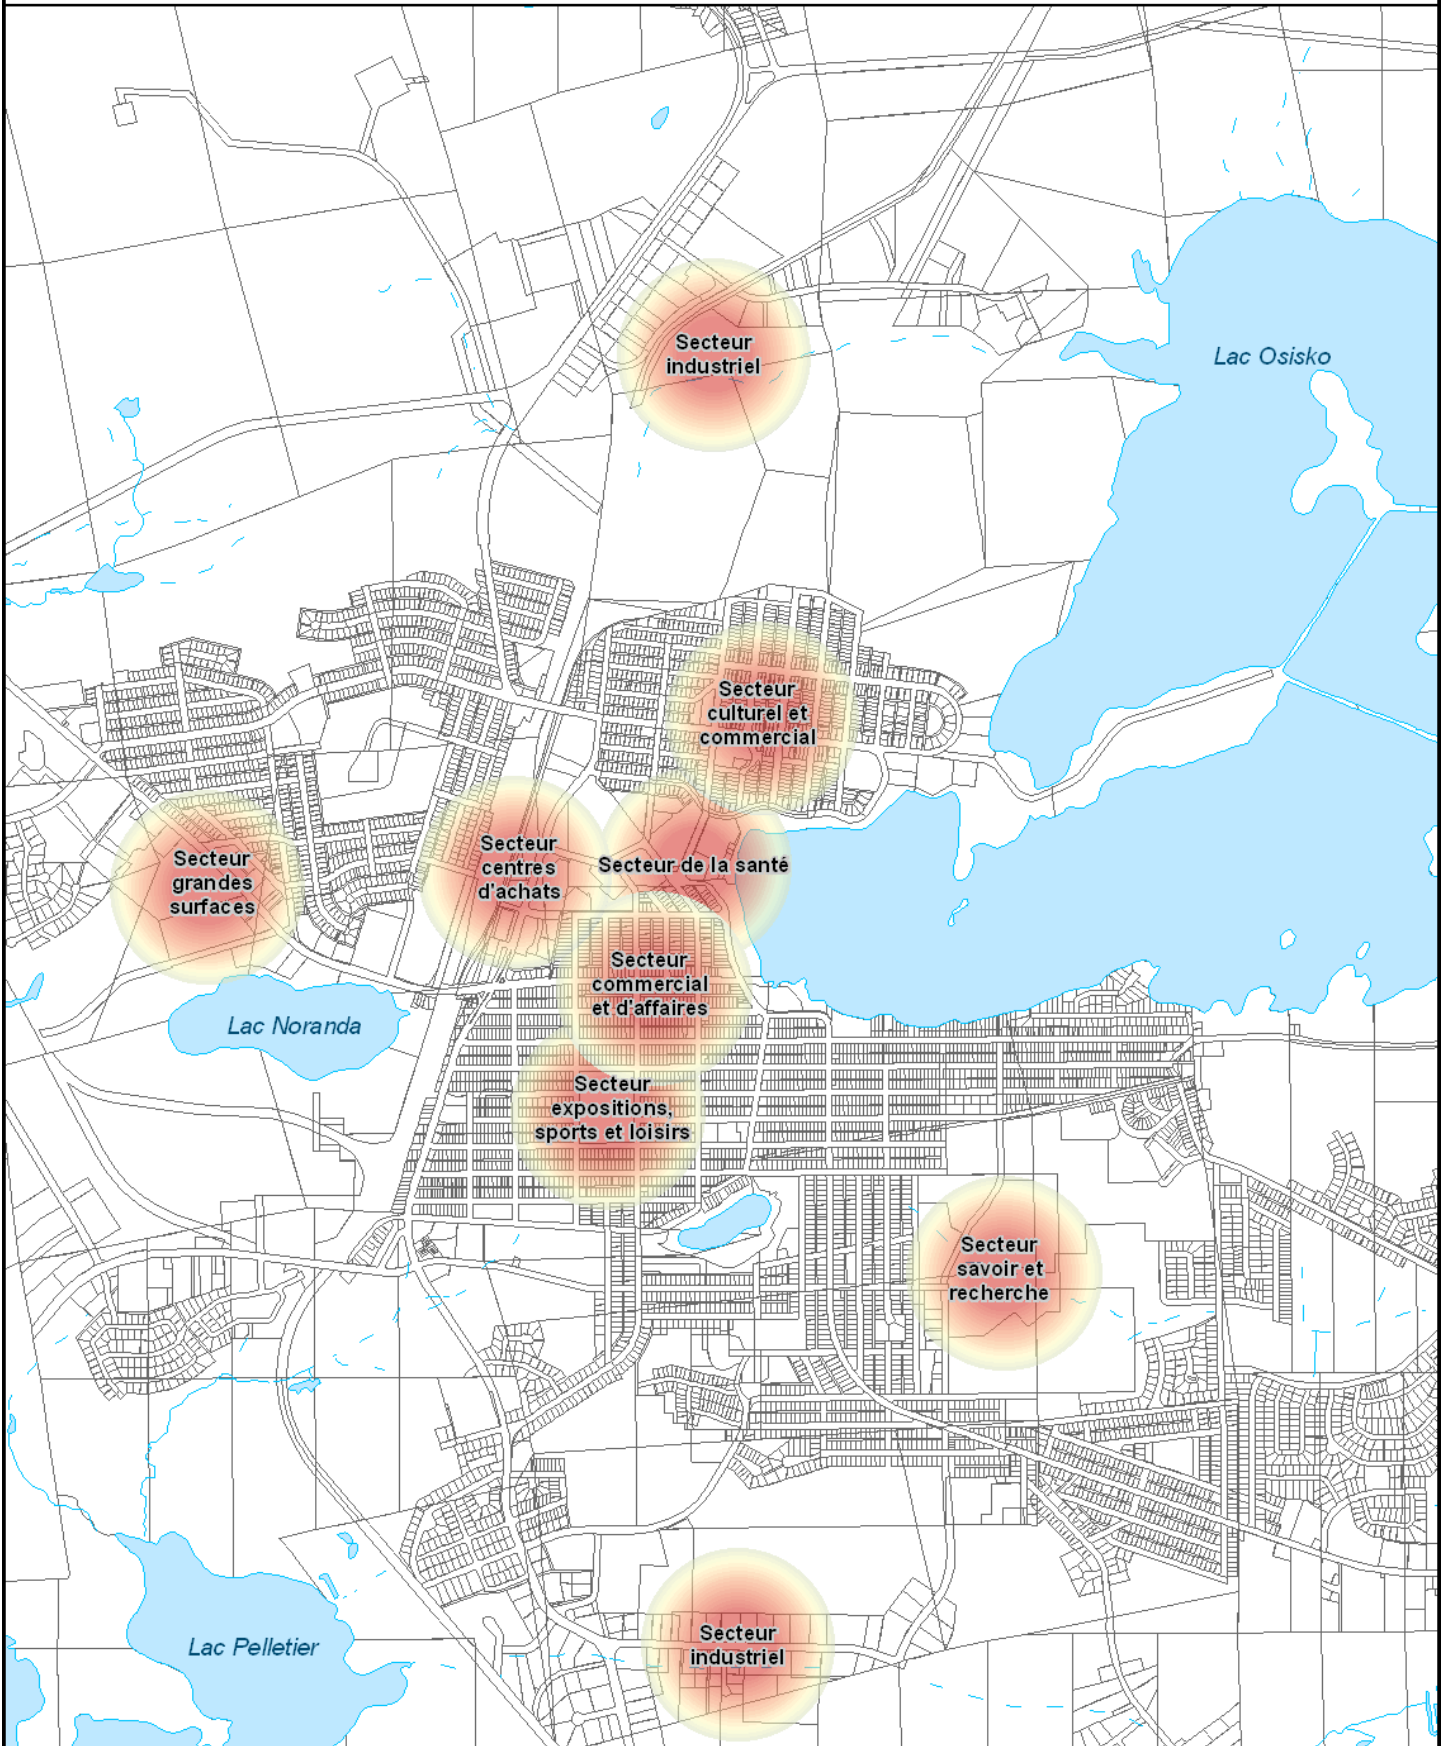 Secteur
industriel
Lac Osisko
Secteur
culturel et
commercial
Secteur
centres
d'achats
Secteur de la santé
Secteur
grandes
surfaces
Secteur
commercial
et d'affaires
Lac Noranda
Secteur
expositions,
sports et loisirs
Secteur
savoir et
recherche
Secteur
industriel
Lac Pelletier